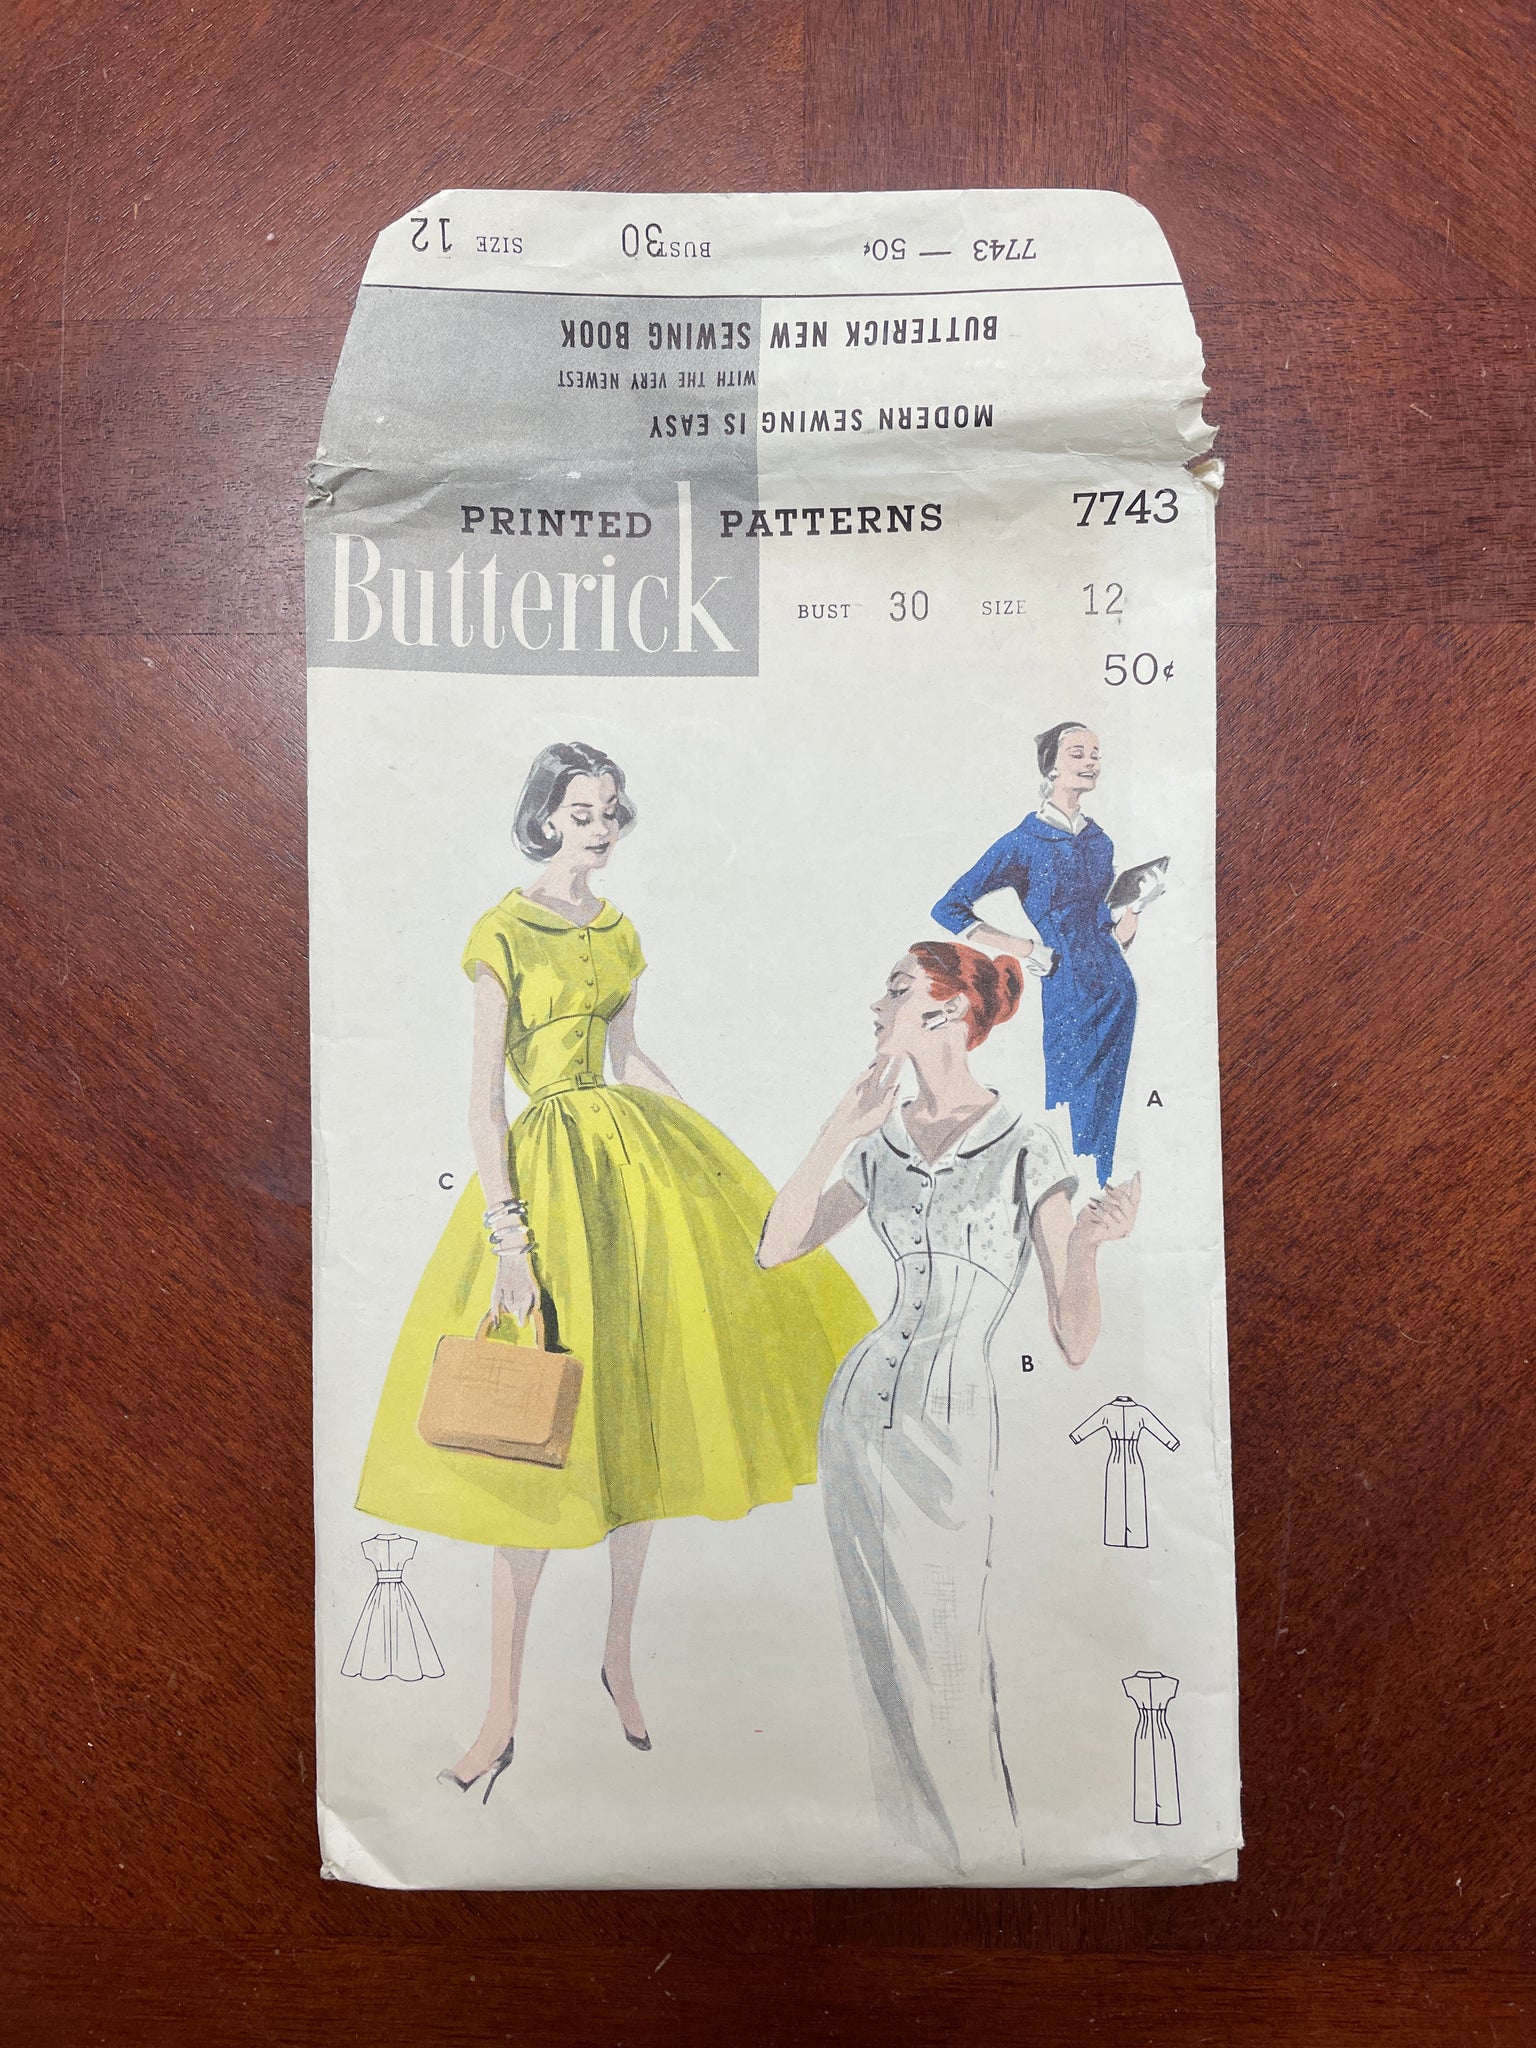 7743 — 50¢ BUST 30 SIZE 12
MODERN SEWING IS EASY
WITH THE VERY NEWEST
BUTTERICK NEW SEWING BOOK
PRINTED PATTERNS 7743
Butterick
BUST 30 SIZE 12
50¢
A
C
B